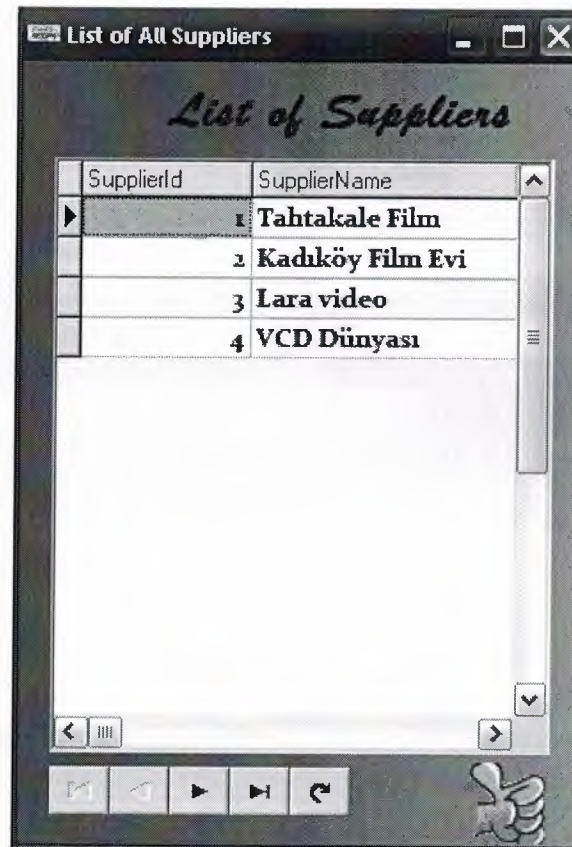 List of All Suppliers
List of Suppliers
SupplierId SupplierName
1 Tahtakale Film
2 Kadıköy Film Evi
3 Lara video
4 VCD Dünyası